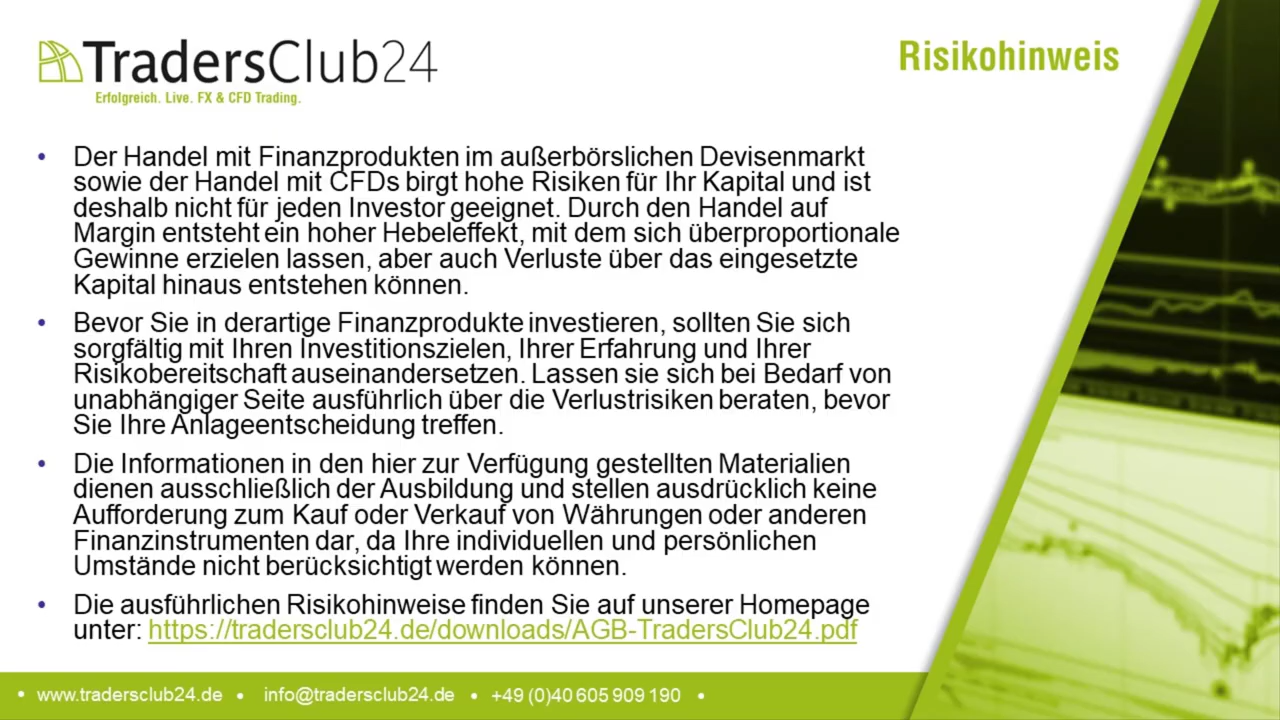 TradersClub24
Erfolgreich. Live. FX & CFD Trading.
Risikohinweis
• Der Handel mit Finanzprodukten im außerbörslichen Devisenmarkt
sowie der Handel mit CFDs birgt hohe Risiken für Ihr Kapital und ist
deshalb nicht für jeden Investor geeignet. Durch den Handel auf
Margin entsteht ein hoher Hebeleffekt, mit dem sich überproportionale
Gewinne erzielen lassen, aber auch Verluste über das eingesetzte
Kapital hinaus entstehen können.
• Bevor Sie in derartige Finanzprodukte investieren, sollten Sie sich
sorgfältig mit Ihren Investitionszielen, Ihrer Erfahrung und Ihrer
Risikobereitschaft auseinandersetzen. Lassen sie sich bei Bedarf von
unabhängiger Seite ausführlich über die Verlustrisiken beraten, bevor
Sie Ihre Anlageentscheidung treffen.
• Die Informationen in den hier zur Verfügung gestellten Materialien
dienen ausschließlich der Ausbildung und stellen ausdrücklich keine
Aufforderung zum Kauf oder Verkauf von Währungen oder anderen
Finanzinstrumenten dar, da Ihre individuellen und persönlichen
Umstände nicht berücksichtigt werden können.
• Die ausführlichen Risikohinweise finden Sie auf unserer Homepage
unter: https://tradersclub24.de/downloads/AGB-TradersClub24.pdf
• www.tradersclub24.de • info@tradersclub24.de • +49 (0)40 605 909 190 •